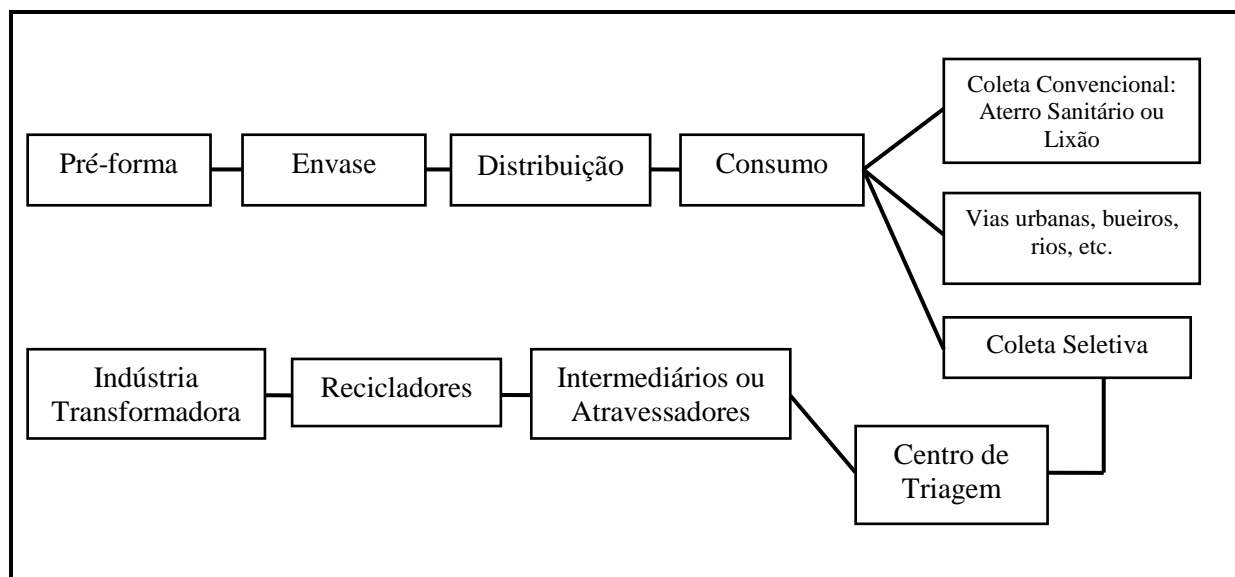 Pré-forma
Envase
Distribuição
Consumo
Coleta Convencional:
Aterro Sanitário ou
Lixão
Vias urbanas, bueiros,
rios, etc.
Coleta Seletiva
Centro de
Triagem
Intermediários ou
Atravessadores
Recicladores
Indústria
Transformadora